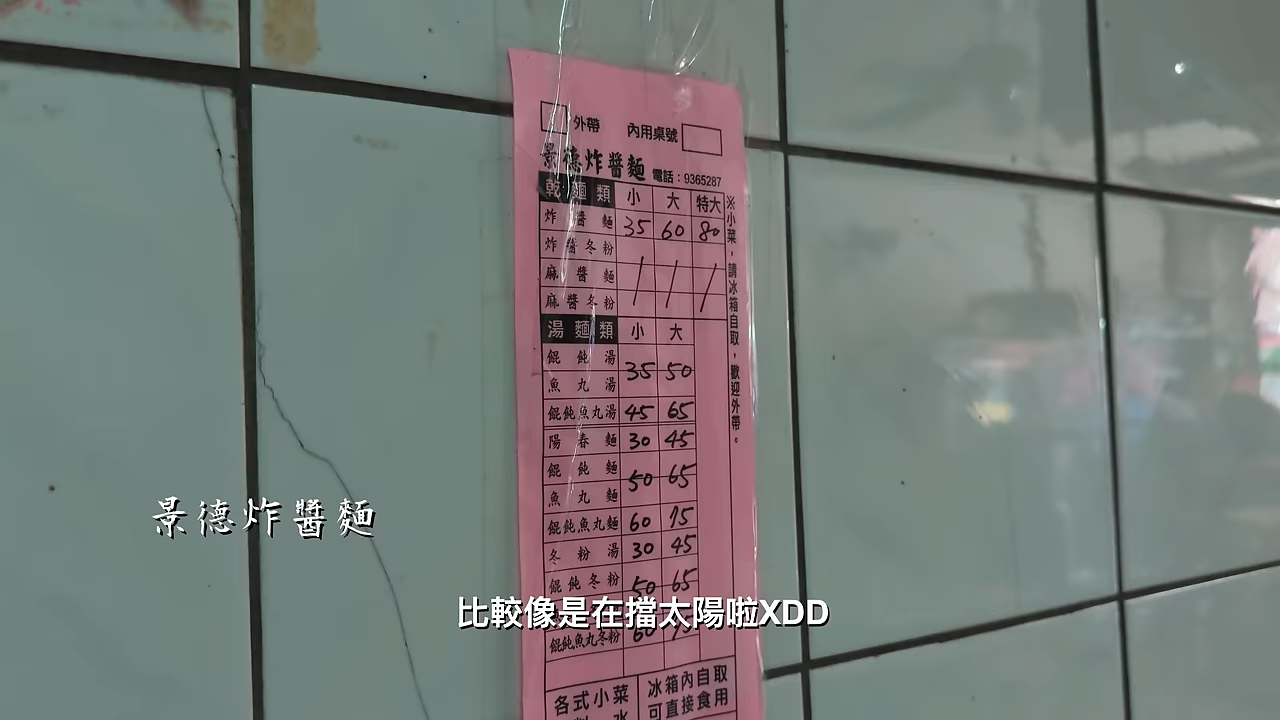 外帶 內用桌號
景德炸醬麵 電話：9365287
乾麵類 小 大 特大
炸醬麵 35 60 80
炸醬冬粉
麻醬麵 / / /
麻醬冬粉
湯麵類 小 大
餛飩湯 35 50
魚丸湯
餛飩魚丸湯 45 65
陽春麵 30 45
餛飩麵 50 65
魚丸麵
餛飩魚丸麵 60 75
冬粉湯 30 45
餛飩冬粉 50 65
餛飩魚丸冬粉 60
各式小菜 冰箱內自取
可直接食用
※小菜，請冰箱自取，歡迎外帶。
景德炸醬麵
比較像是在擋太陽啦XDD